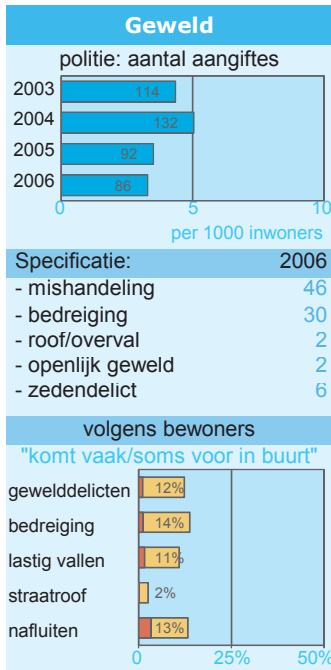 Geweld
politie: aantal aangiftes
2003 114
2004 132
2005 92
2006 86
0 5 10
per 1000 inwoners
Specificatie: 2006
- mishandeling 46
- bedreiging 30
- roof/overval 2
- openlijk geweld 2
- zedendelict 6
volgens bewoners
"komt vaak/soms voor in buurt"
gewelddelicten 12%
bedreiging 14%
lastig vallen 11%
straatroof 2%
nafluiten 13%
0 25% 50%